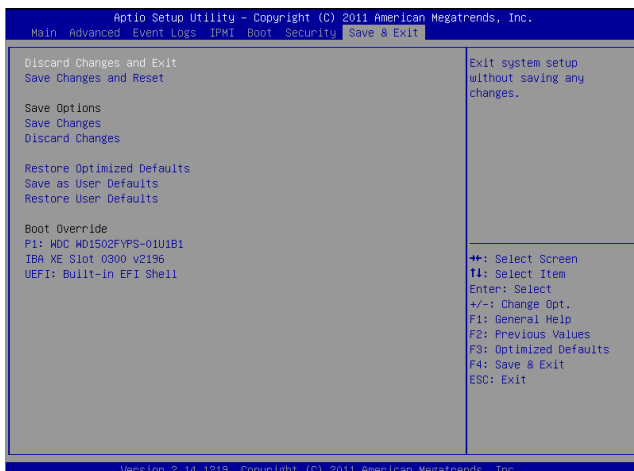 Aptio Setup Utility – Copyright (C) 2011 American Megatrends, Inc.
Main Advanced Event Logs IPMI Boot Security Save & Exit
Discard Changes and Exit
Save Changes and Reset
Save Options
Save Changes
Discard Changes
Restore Optimized Defaults
Save as User Defaults
Restore User Defaults
Boot Override
P1: WDC WD1502FYPS-01U1B1
IBA XE Slot 0300 v2196
UEFI: Built-in EFI Shell
Exit system setup
without saving any
changes.
→←: Select Screen
↑↓: Select Item
Enter: Select
+/-: Change Opt.
F1: General Help
F2: Previous Values
F3: Optimized Defaults
F4: Save & Exit
ESC: Exit
Version 2.14.1219. Copyright (C) 2011 American Megatrends, Inc.